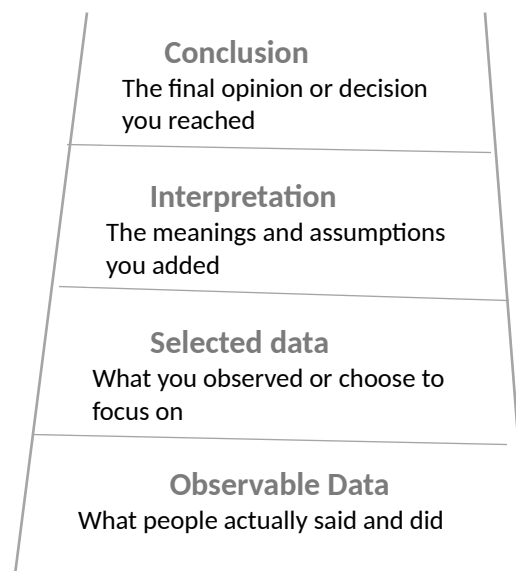 Conclusion
The final opinion or decision
you reached
Interpretation
The meanings and assumptions
you added
Selected data
What you observed or choose to
focus on
Observable Data
What people actually said and did